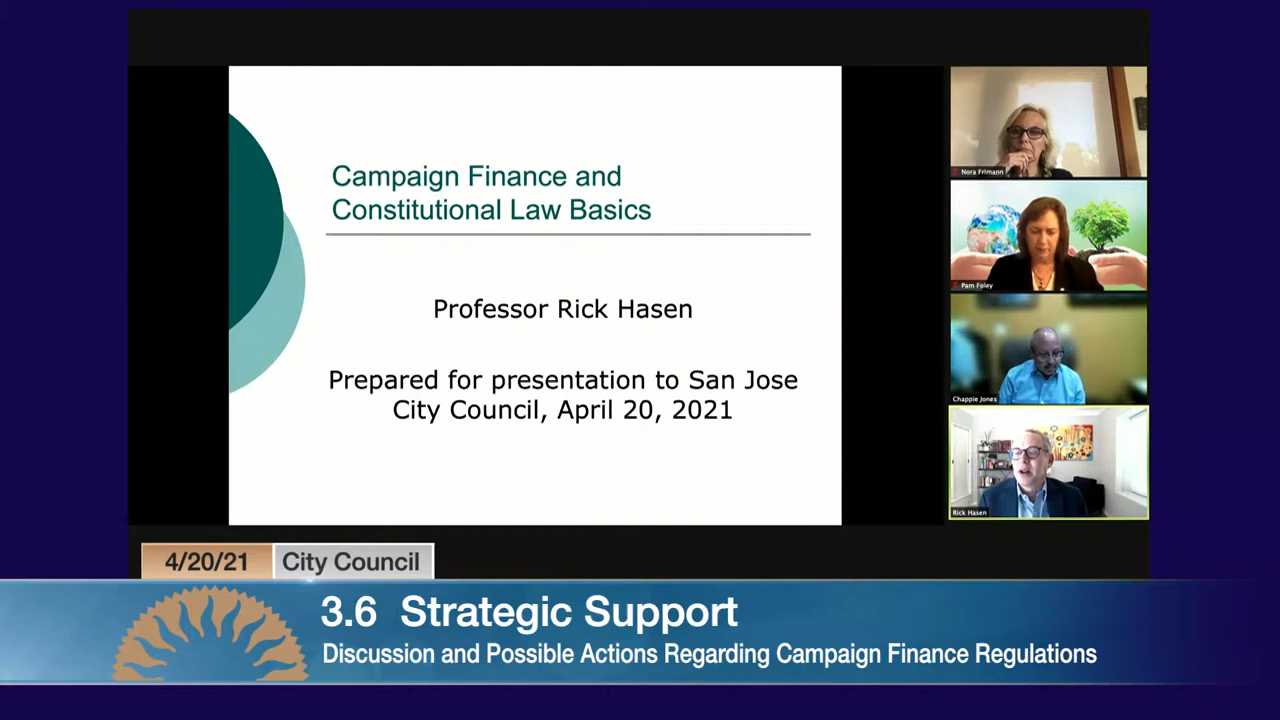 Campaign Finance and
Constitutional Law Basics
Professor Rick Hasen
Prepared for presentation to San Jose
City Council, April 20, 2021
Nora Frimann
Pam Foley
Chappie Jones
Rick Hasen
4/20/21 City Council
3.6 Strategic Support
Discussion and Possible Actions Regarding Campaign Finance Regulations